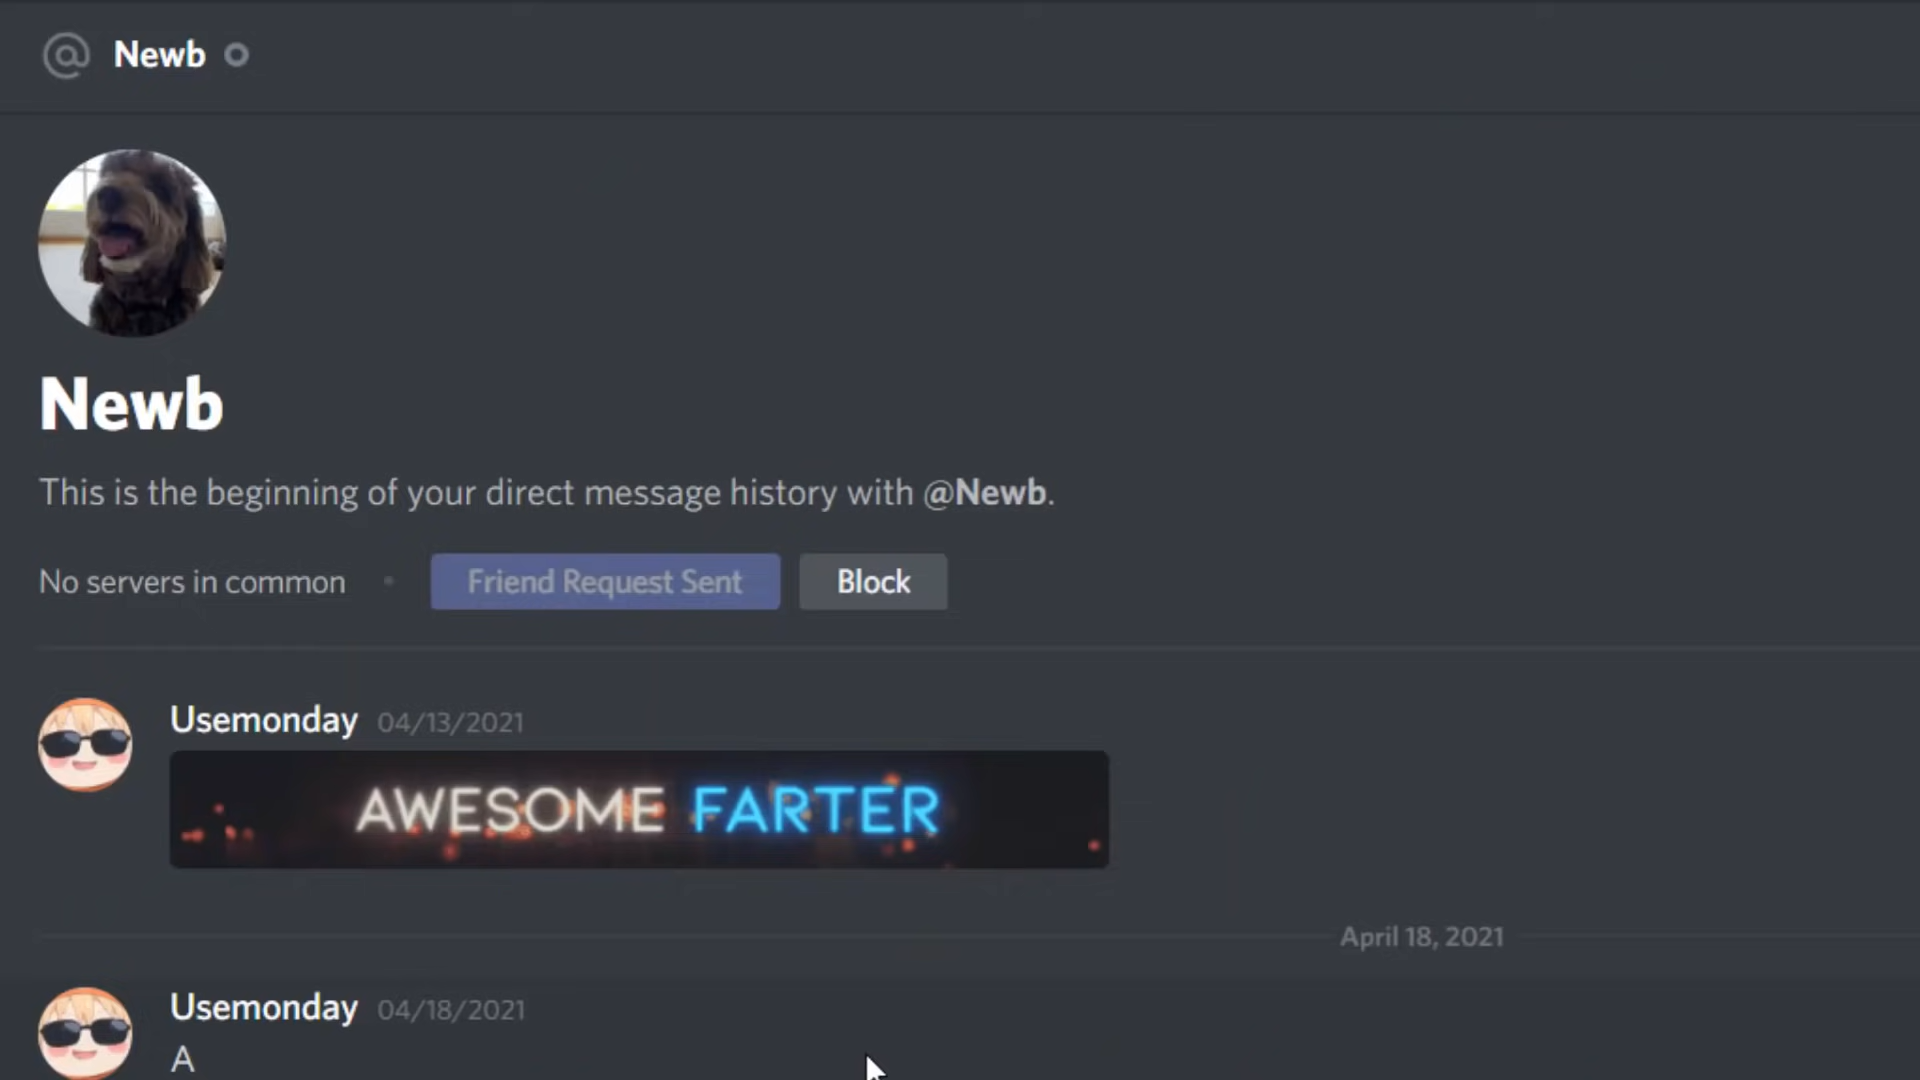 @ Newb
Newb
This is the beginning of your direct message history with @Newb.
No servers in common • Friend Request Sent Block
Usemonday 04/13/2021
AWESOME FARTER
April 18, 2021
Usemonday 04/18/2021
A